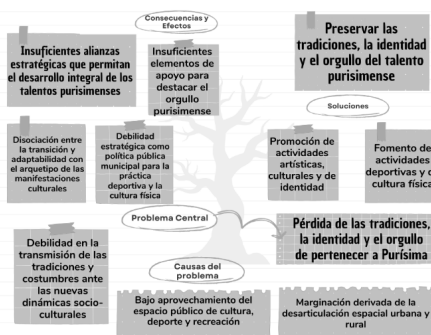 Consecuencias y
Efectos
Insuficientes alianzas
estratégicas que permitan
el desarrollo integral de los
talentos purisimenses
Insuficientes
elementos de
apoyo para
destacar el
orgullo
purisimense
Preservar las
tradiciones, la identidad
y el orgullo del talento
purisimense
Soluciones
Disociación entre
la transición y
adaptabilidad con
el arquetipo de las
manifestaciones
culturales
Debilidad
estratégica como
política pública
municipal para la
práctica
deportiva y la
cultura física
Promoción de
actividades
artísticas,
culturales y de
identidad
Fomento de
actividades
deportivas y de
cultura física
Problema Central
Pérdida de las tradiciones,
la identidad y el orgullo
de pertenecer a Purísima
Debilidad en la
transmisión de las
tradiciones y
costumbres ante
las nuevas
dinámicas socio-
culturales
Causas del
problema
Bajo aprovechamiento del
espacio público de cultura,
deporte y recreación
Marginación derivada de la
desarticulación espacial urbana y
rural